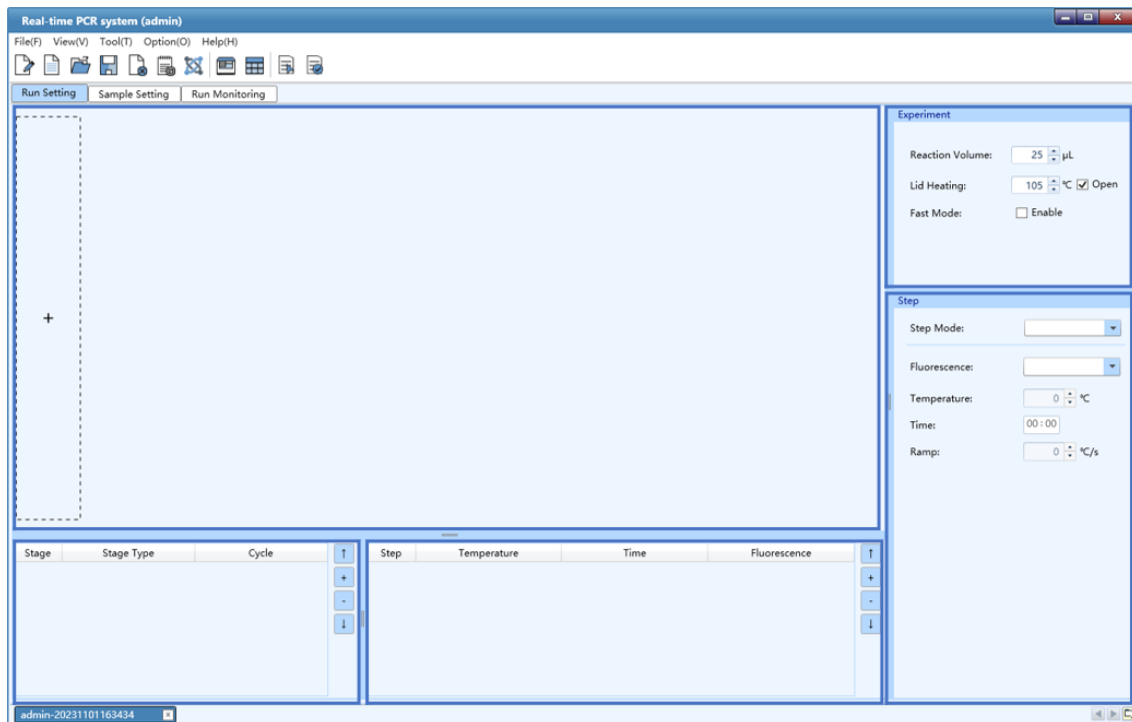 Real-time PCR system (admin)
File(F) View(V) Tool(T) Option(O) Help(H)
Run Setting Sample Setting Run Monitoring
Experiment
Reaction Volume: 25 μL
Lid Heating: 105 ℃ Open
Fast Mode: Enable
+
Step
Step Mode:
Fluorescence:
Temperature: 0 ℃
Time: 00:00
Ramp: 0 ℃/s
Stage Stage Type Cycle ↑
+
-
↓
Step Temperature Time Fluorescence ↑
+
-
↓
admin-20231101163434